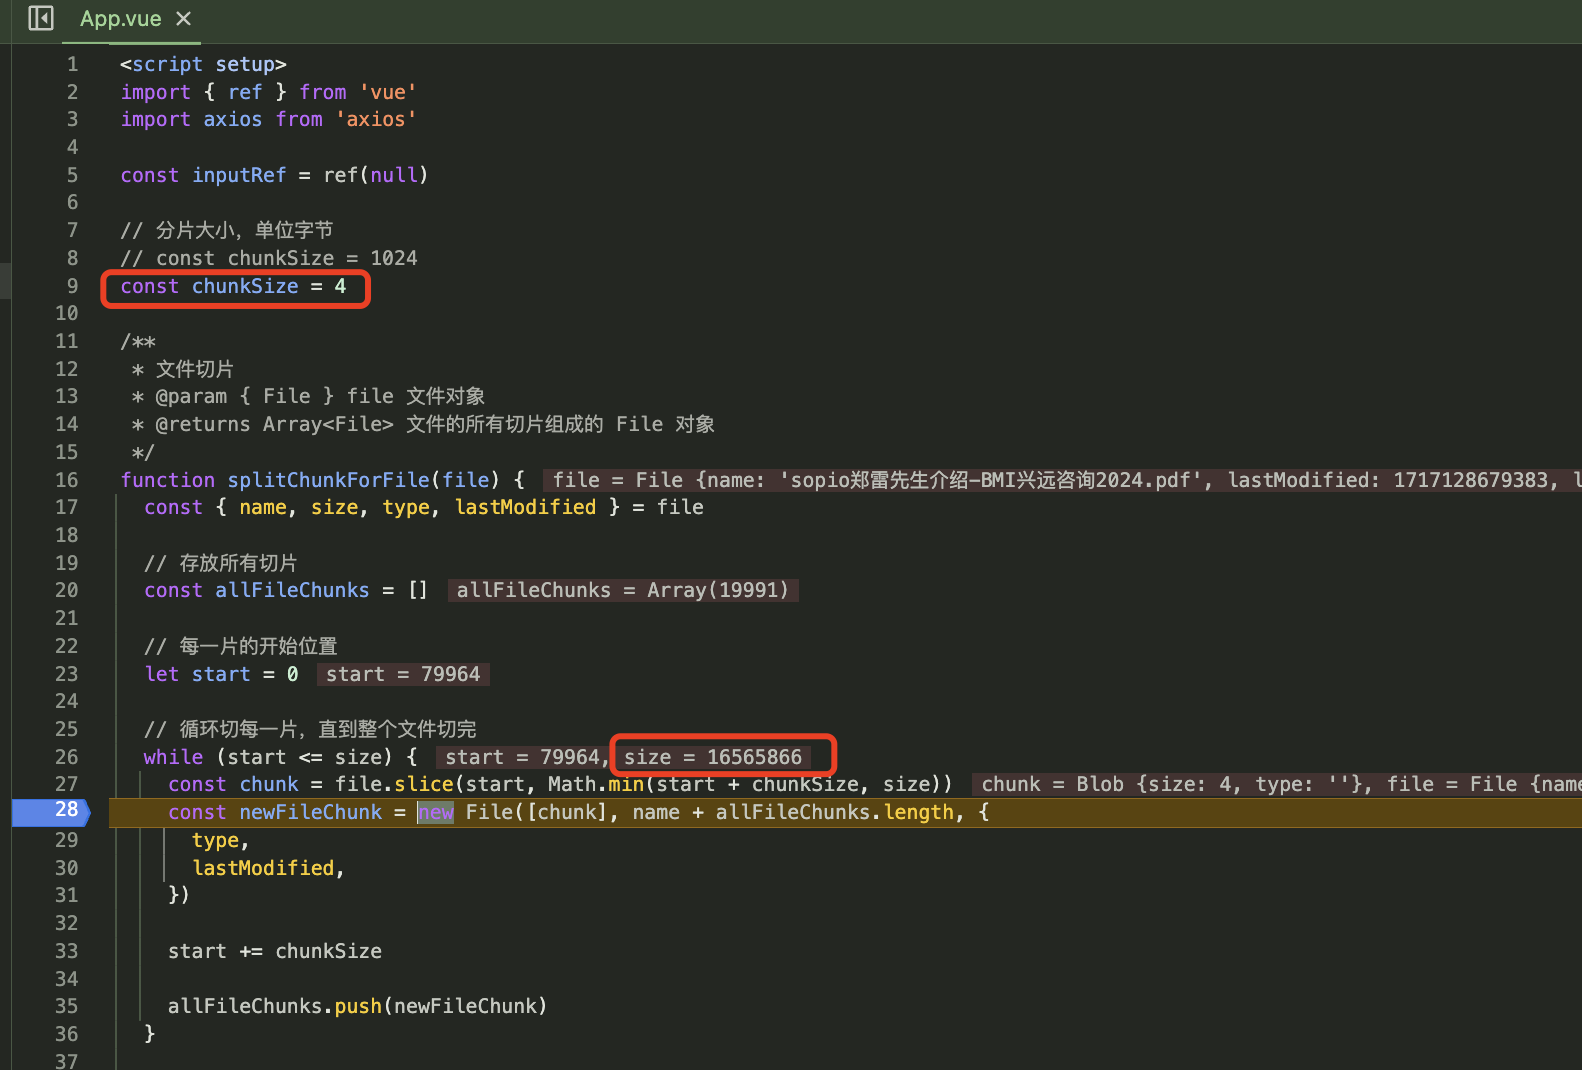 App.vue ×
1 <script setup>
2 import { ref } from 'vue'
3 import axios from 'axios'
4
5 const inputRef = ref(null)
6
7 // 分片大小，单位字节
8 // const chunkSize = 1024
9 const chunkSize = 4
10
11 /**
12  * 文件切片
13  * @param { File } file 文件对象
14  * @returns Array<File> 文件的所有切片组成的 File 对象
15  */
16 function splitChunkForFile(file) { file = File {name: 'sopio郑雷先生介绍-BMI兴远咨询2024.pdf', lastModified: 1717128679383, l
17   const { name, size, type, lastModified } = file
18
19   // 存放所有切片
20   const allFileChunks = [] allFileChunks = Array(19991)
21
22   // 每一片的开始位置
23   let start = 0 start = 79964
24
25   // 循环切每一片，直到整个文件切完
26   while (start <= size) { start = 79964, size = 16565866
27     const chunk = file.slice(start, Math.min(start + chunkSize, size)) chunk = Blob {size: 4, type: ''}, file = File {name
28     const newFileChunk = new File([chunk], name + allFileChunks.length, {
29       type,
30       lastModified,
31     })
32
33     start += chunkSize
34
35     allFileChunks.push(newFileChunk)
36   }
37